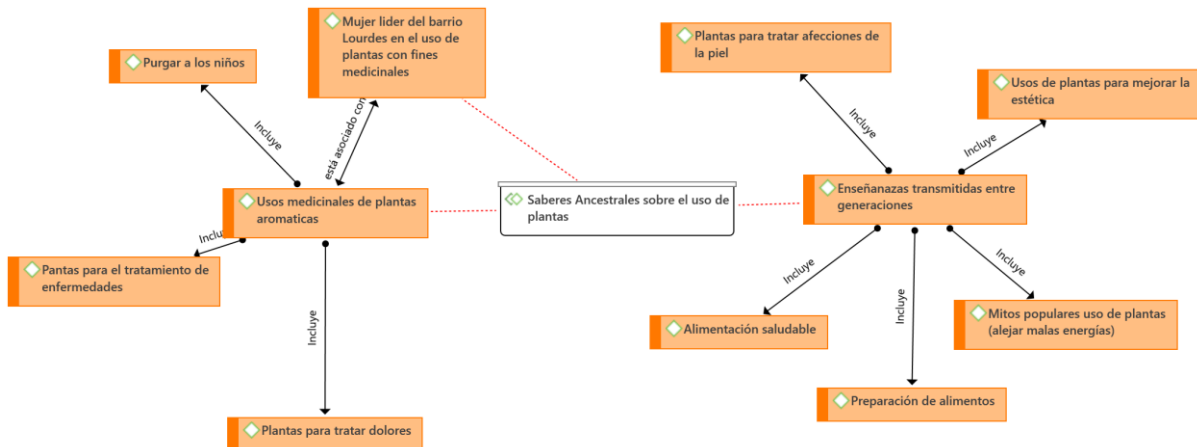 Mujer lider del barrio
Lourdes en el uso de
plantas con fines
medicinales
Purgar a los niños
Plantas para tratar afecciones de
la piel
Usos de plantas para mejorar la
estética
Incluye
está asociado con
Incluye
Incluye
Usos medicinales de plantas
aromaticas
Saberes Ancestrales sobre el uso de
plantas
Enseñanazas transmitidas entre
generaciones
Incluye
Pantas para el tratamiento de
enfermedades
Incluye
Incluye
Incluye
Incluye
Alimentación saludable
Mitos populares uso de plantas
(alejar malas energías)
Preparación de alimentos
Plantas para tratar dolores